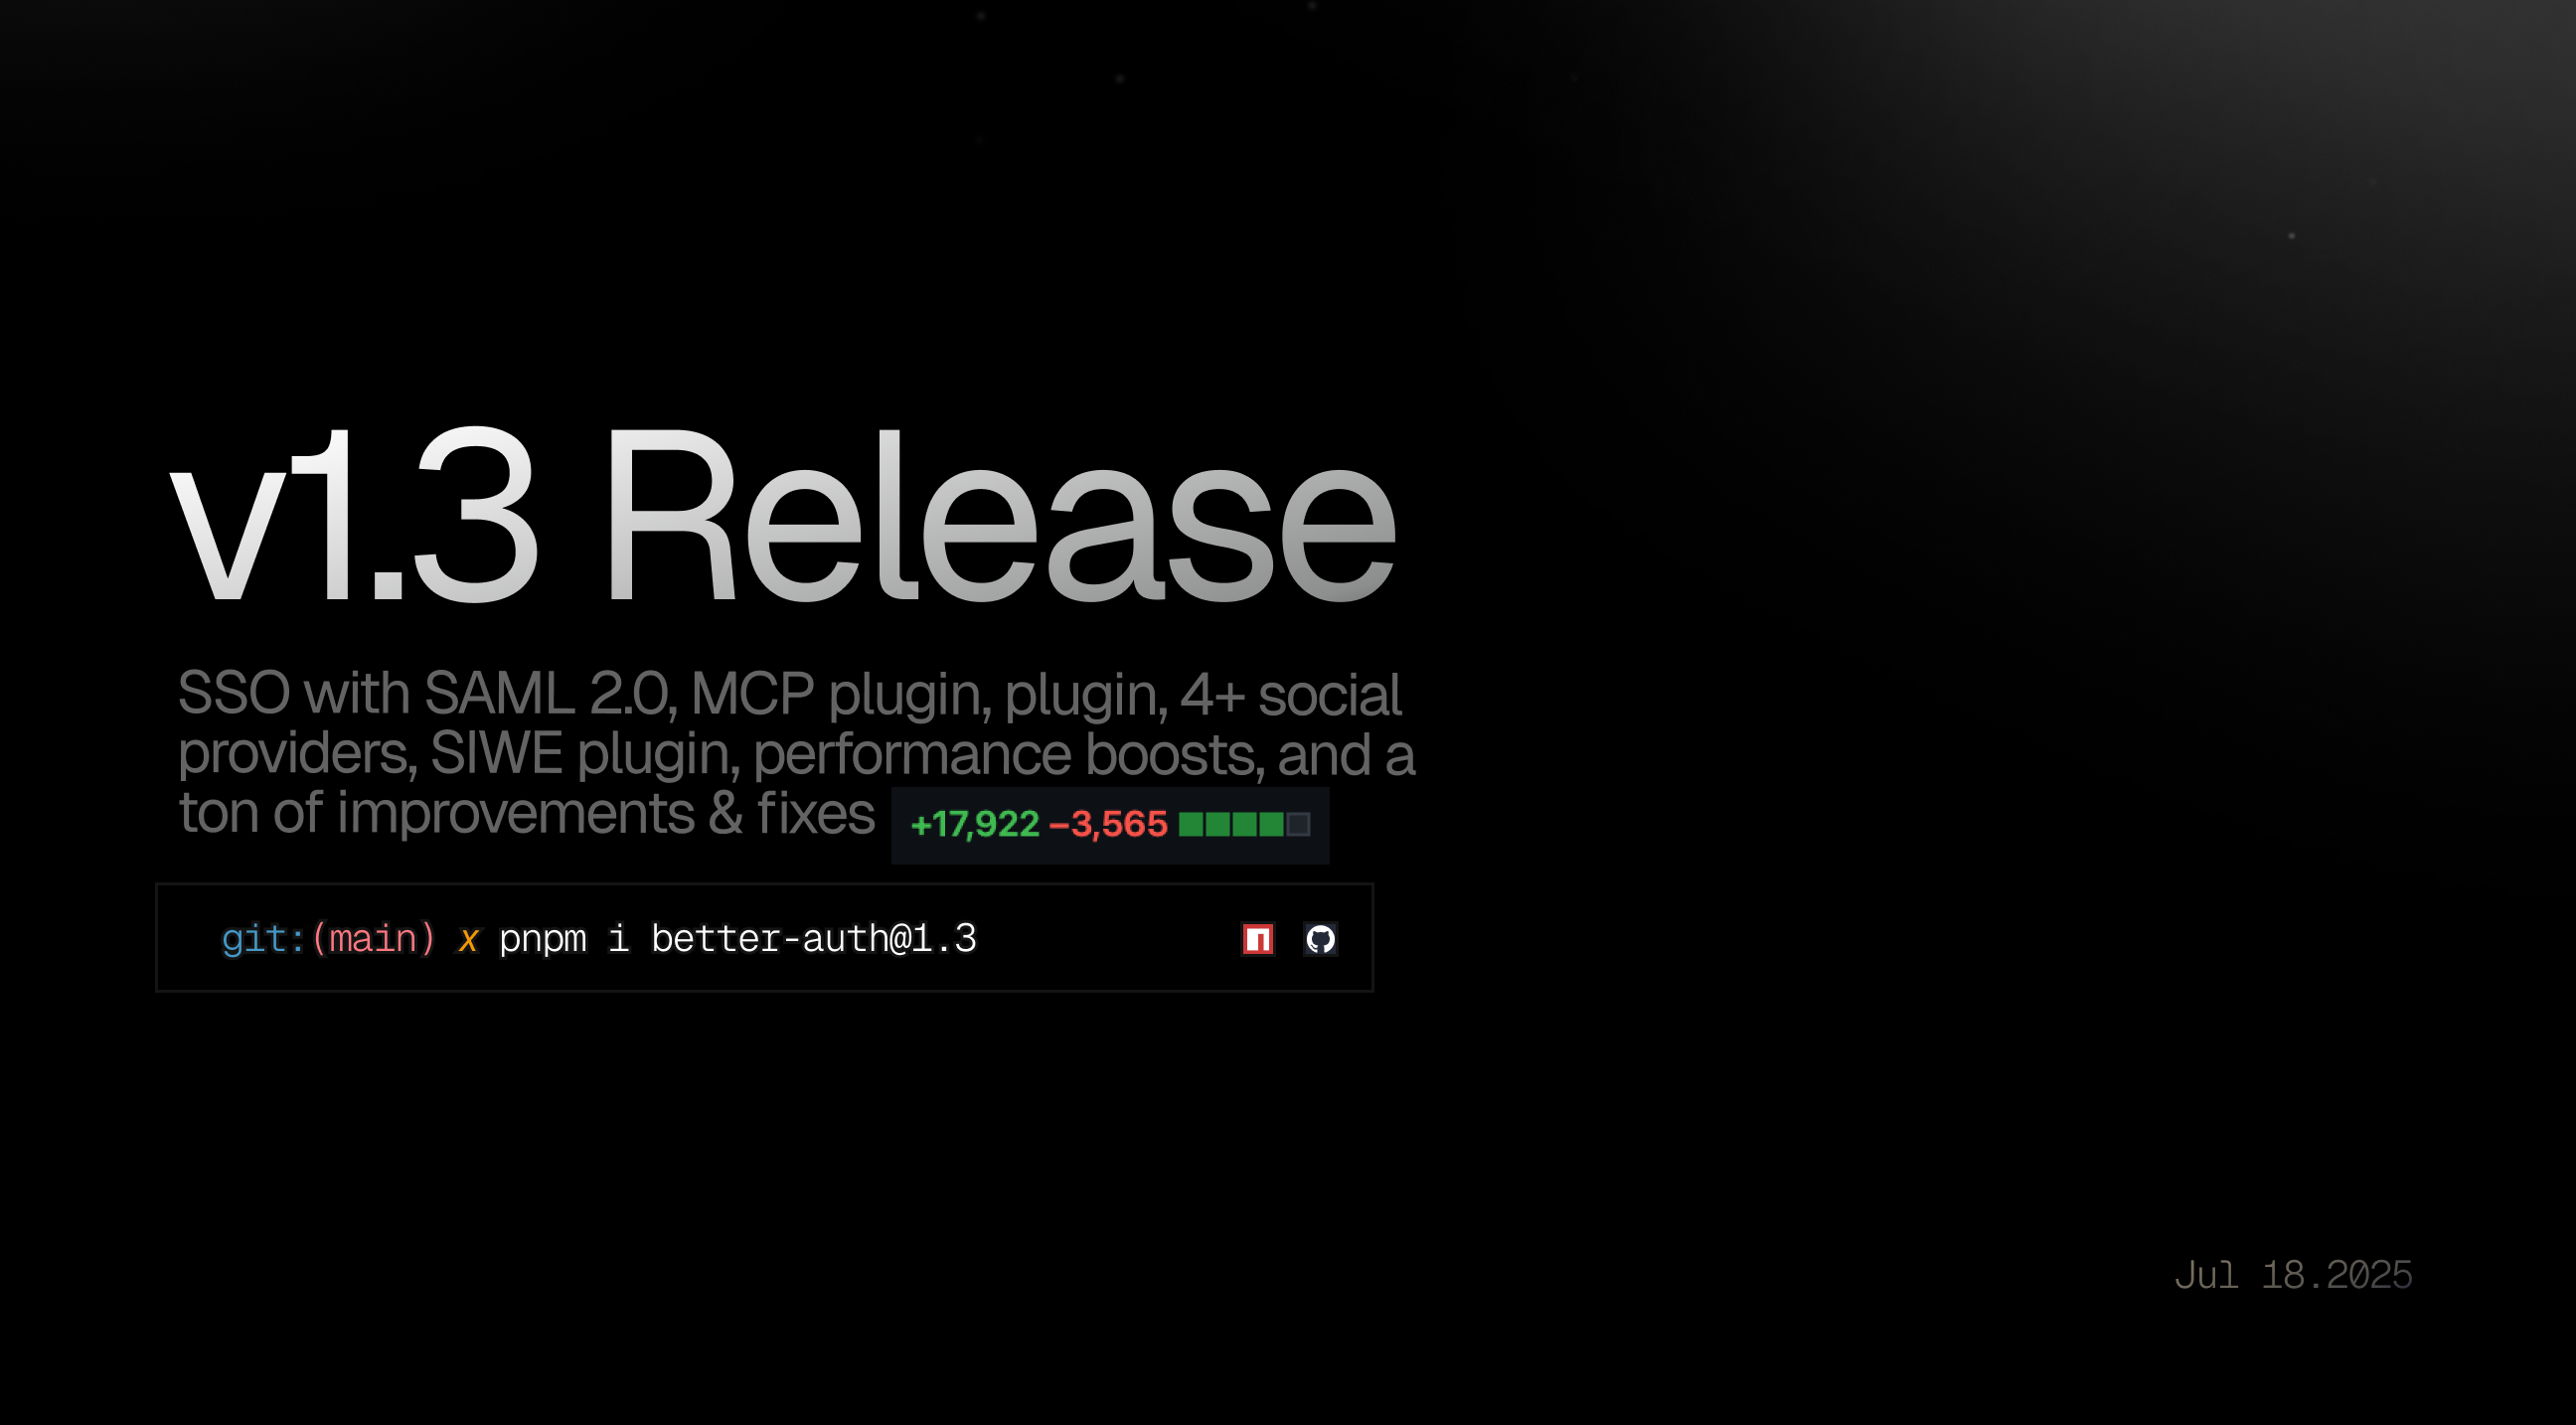 v1.3 Release
SSO with SAML 2.0, MCP plugin, plugin, 4+ social
providers, SIWE plugin, performance boosts, and a
ton of improvements & fixes +17,922 −3,565
git:(main) x pnpm i better-auth@1.3
Jul 18.2025